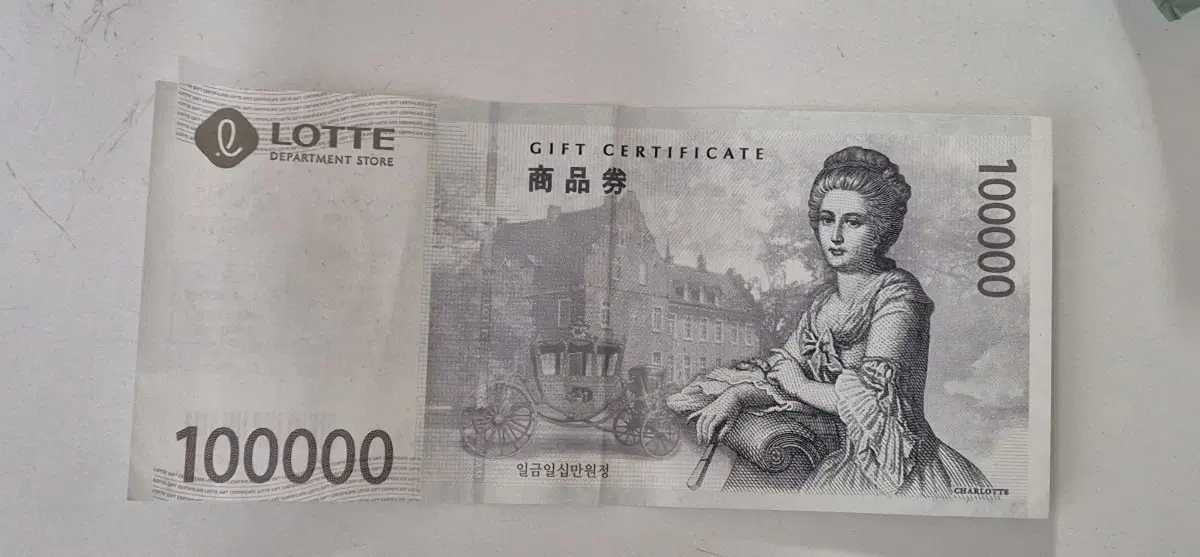 LOTTE
DEPARTMENT STORE
GIFT CERTIFICATE
商品券
100000
100000
일금일십만원정
CHARLOTTE